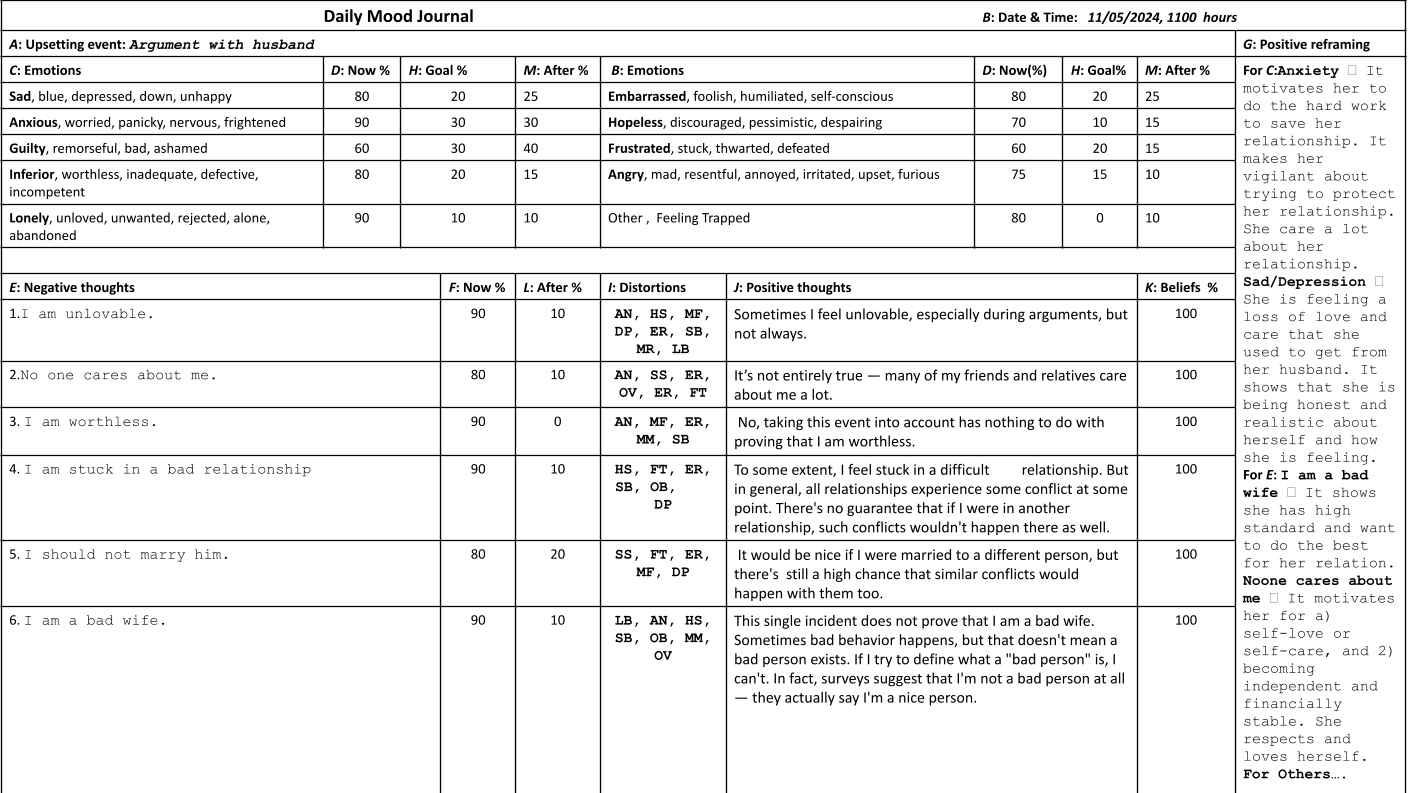 Daily Mood Journal
B: Date & Time: 11/05/2024, 1100 hours
A: Upsetting event: Argument with husband
C: Emotions D: Now % H: Goal % M: After % B: Emotions D: Now(%) H: Goal% M: After %
Sad, blue, depressed, down, unhappy 80 20 25 Embarrassed, foolish, humiliated, self-conscious 80 20 25
Anxious, worried, panicky, nervous, frightened 90 30 30 Hopeless, discouraged, pessimistic, despairing 70 10 15
Guilty, remorseful, bad, ashamed 60 30 40 Frustrated, stuck, thwarted, defeated 60 20 15
Inferior, worthless, inadequate, defective,
incompetent
80 20 15 Angry, mad, resentful, annoyed, irritated, upset, furious 75 15 10
Lonely, unloved, unwanted, rejected, alone,
abandoned
90 10 10 Other , Feeling Trapped 80 0 10
E: Negative thoughts F: Now % L: After % I: Distortions J: Positive thoughts K: Beliefs %
1.I am unlovable. 90 10
AN, HS, MF,
DP, ER, SB,
MR, LB
Sometimes I feel unlovable, especially during arguments, but
not always.
100
2.No one cares about me. 80 10
AN, SS, ER,
OV, ER, FT
It’s not entirely true — many of my friends and relatives care
about me a lot.
100
3. I am worthless. 90 0
AN, MF, ER,
MM, SB
No, taking this event into account has nothing to do with
proving that I am worthless.
100
4. I am stuck in a bad relationship 90 10
HS, FT, ER,
SB, OB,
DP
To some extent, I feel stuck in a difficult relationship. But
in general, all relationships experience some conflict at some
point. There's no guarantee that if I were in another
relationship, such conflicts wouldn't happen there as well.
100
5. I should not marry him. 80 20
SS, FT, ER,
MF, DP
It would be nice if I were married to a different person, but
there's still a high chance that similar conflicts would
happen with them too.
100
6. I am a bad wife. 90 10
LB, AN, HS,
SB, OB, MM,
OV
This single incident does not prove that I am a bad wife.
Sometimes bad behavior happens, but that doesn't mean a
bad person exists. If I try to define what a "bad person" is, I
can't. In fact, surveys suggest that I'm not a bad person at all
— they actually say I'm a nice person.
100
G: Positive reframing
For C:Anxiety □ It
motivates her to
do the hard work
to save her
relationship. It
makes her
vigilant about
trying to protect
her relationship.
She care a lot
about her
relationship.
Sad/Depression □
She is feeling a
loss of love and
care that she
used to get from
her husband. It
shows that she is
being honest and
realistic about
herself and how
she is feeling.
For E: I am a bad
wife □ It shows
she has high
standard and want
to do the best
for her relation.
Noone cares about
me □ It motivates
her for a)
self-love or
self-care, and 2)
becoming
independent and
financially
stable. She
respects and
loves herself.
For Others….